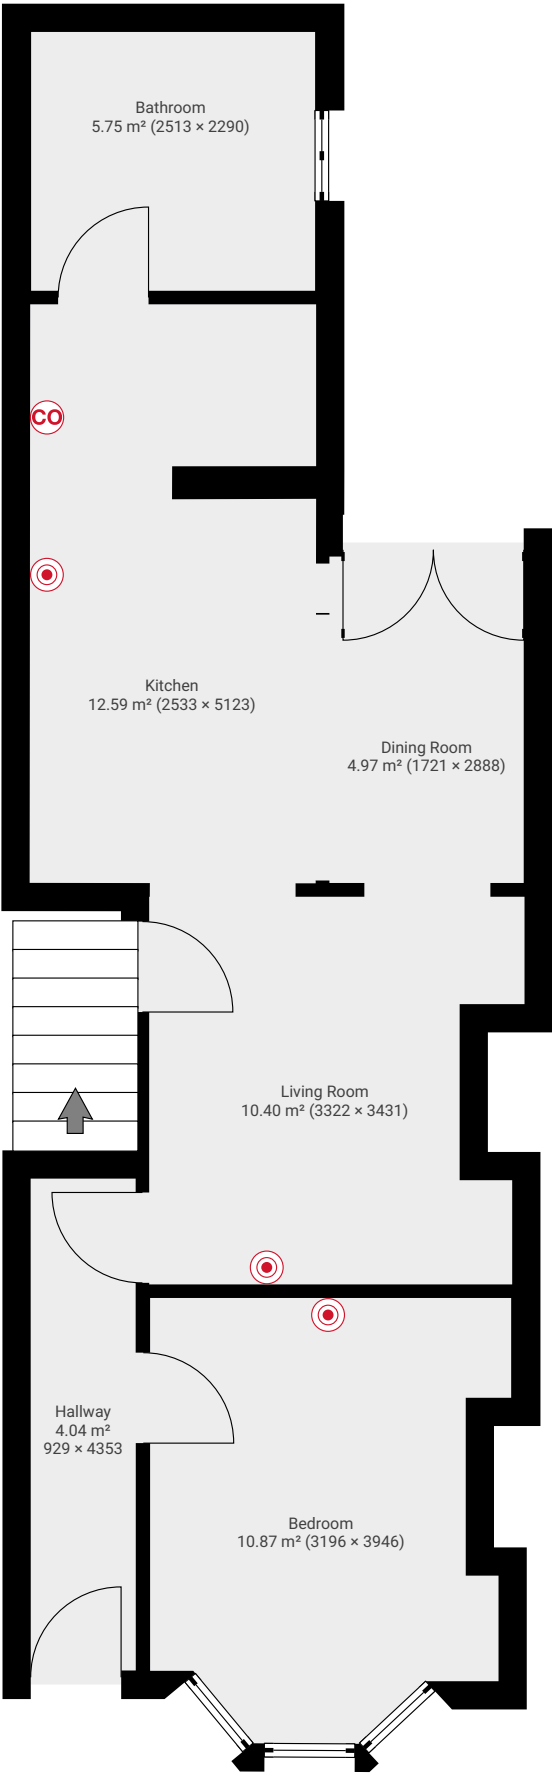 Bathroom
5.75 m² (2513 × 2290)
CO
Kitchen
12.59 m² (2533 × 5123)
Dining Room
4.97 m² (1721 × 2888)
Living Room
10.40 m² (3322 × 3431)
Hallway
4.04 m²
929 × 4353
Bedroom
10.87 m² (3196 × 3946)